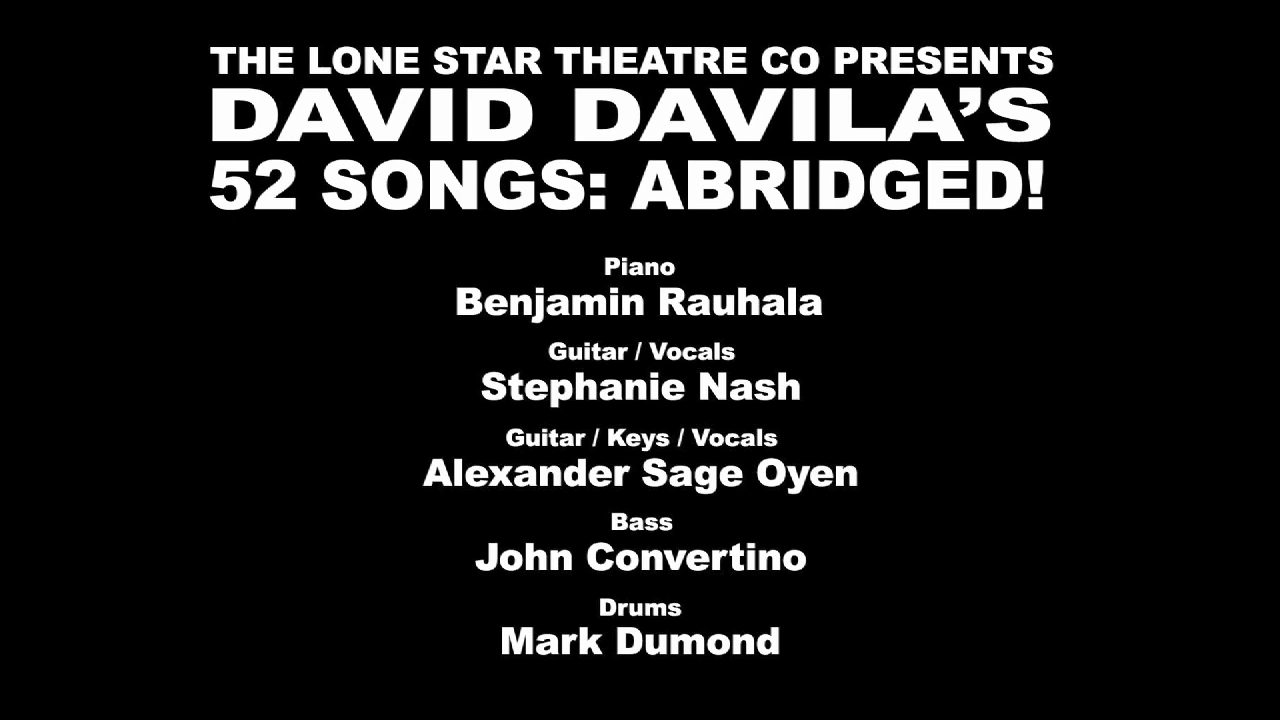 THE LONE STAR THEATRE CO PRESENTS
DAVID DAVILA'S
52 SONGS: ABRIDGED!
Piano
Benjamin Rauhala
Guitar / Vocals
Stephanie Nash
Guitar / Keys / Vocals
Alexander Sage Oyen
Bass
John Convertino
Drums
Mark Dumond